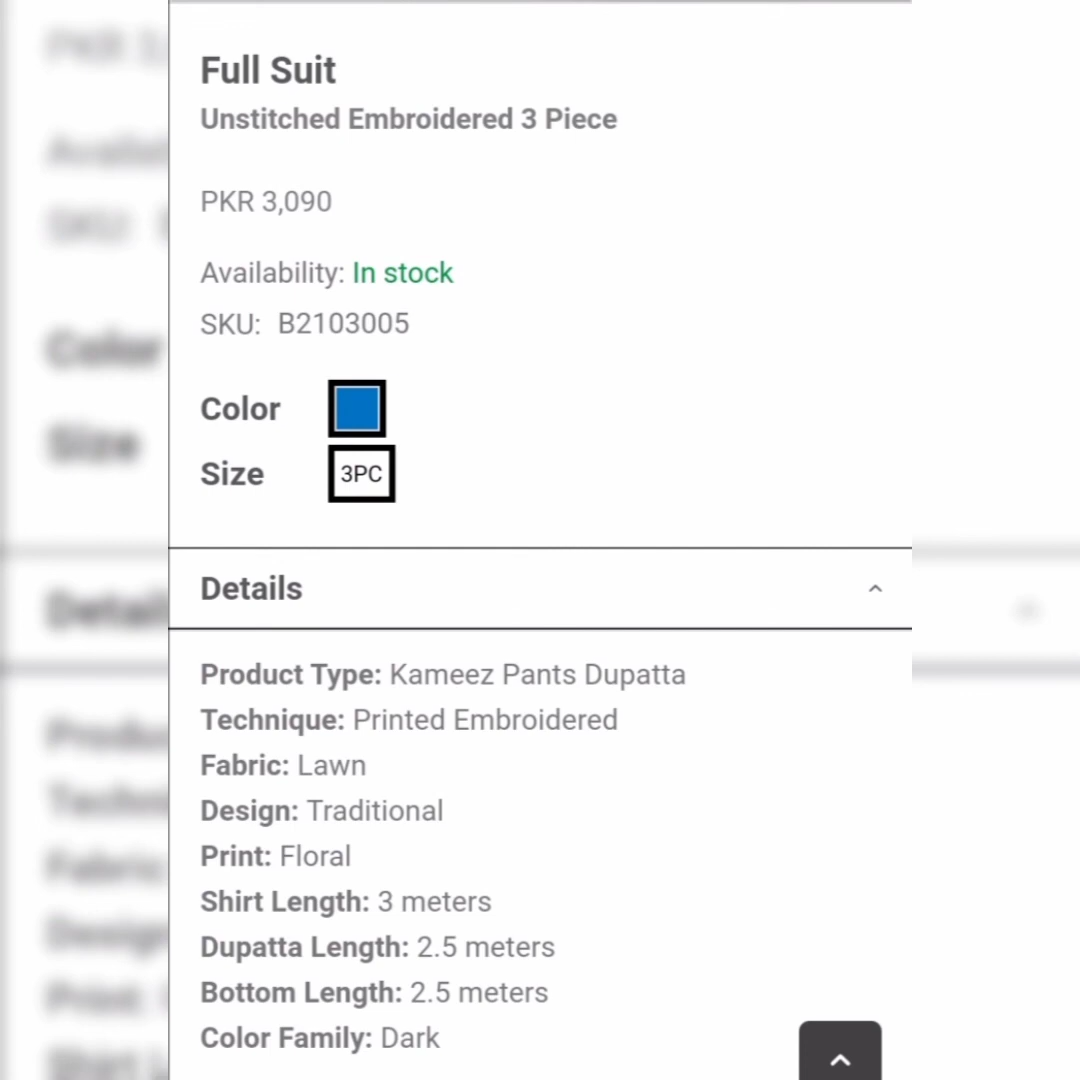 Full Suit
Unstitched Embroidered 3 Piece
PKR 3,090
Availability: In stock
SKU: B2103005
Color
Size 3PC
Details
Product Type: Kameez Pants Dupatta
Technique: Printed Embroidered
Fabric: Lawn
Design: Traditional
Print: Floral
Shirt Length: 3 meters
Dupatta Length: 2.5 meters
Bottom Length: 2.5 meters
Color Family: Dark